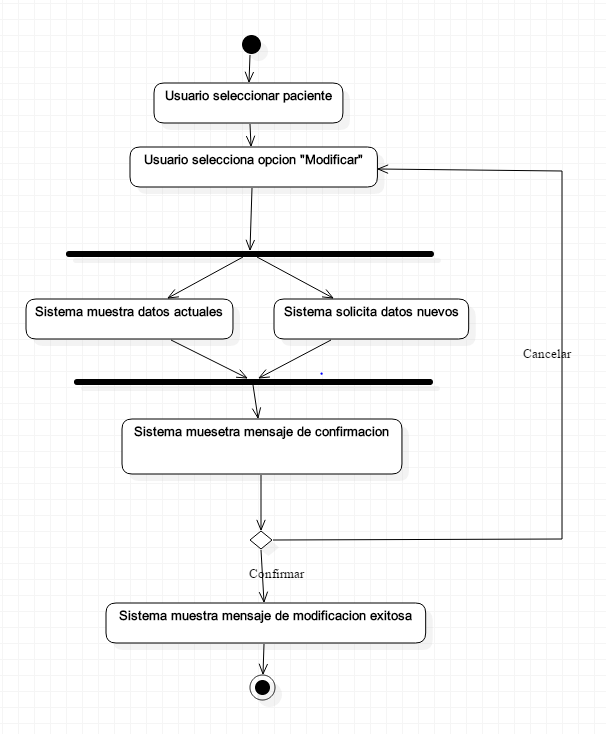 Usuario seleccionar paciente
Usuario selecciona opcion "Modificar"
Sistema muestra datos actuales
Sistema solicita datos nuevos
Cancelar
Sistema muesetra mensaje de confirmacion
Confirmar
Sistema muestra mensaje de modificacion exitosa